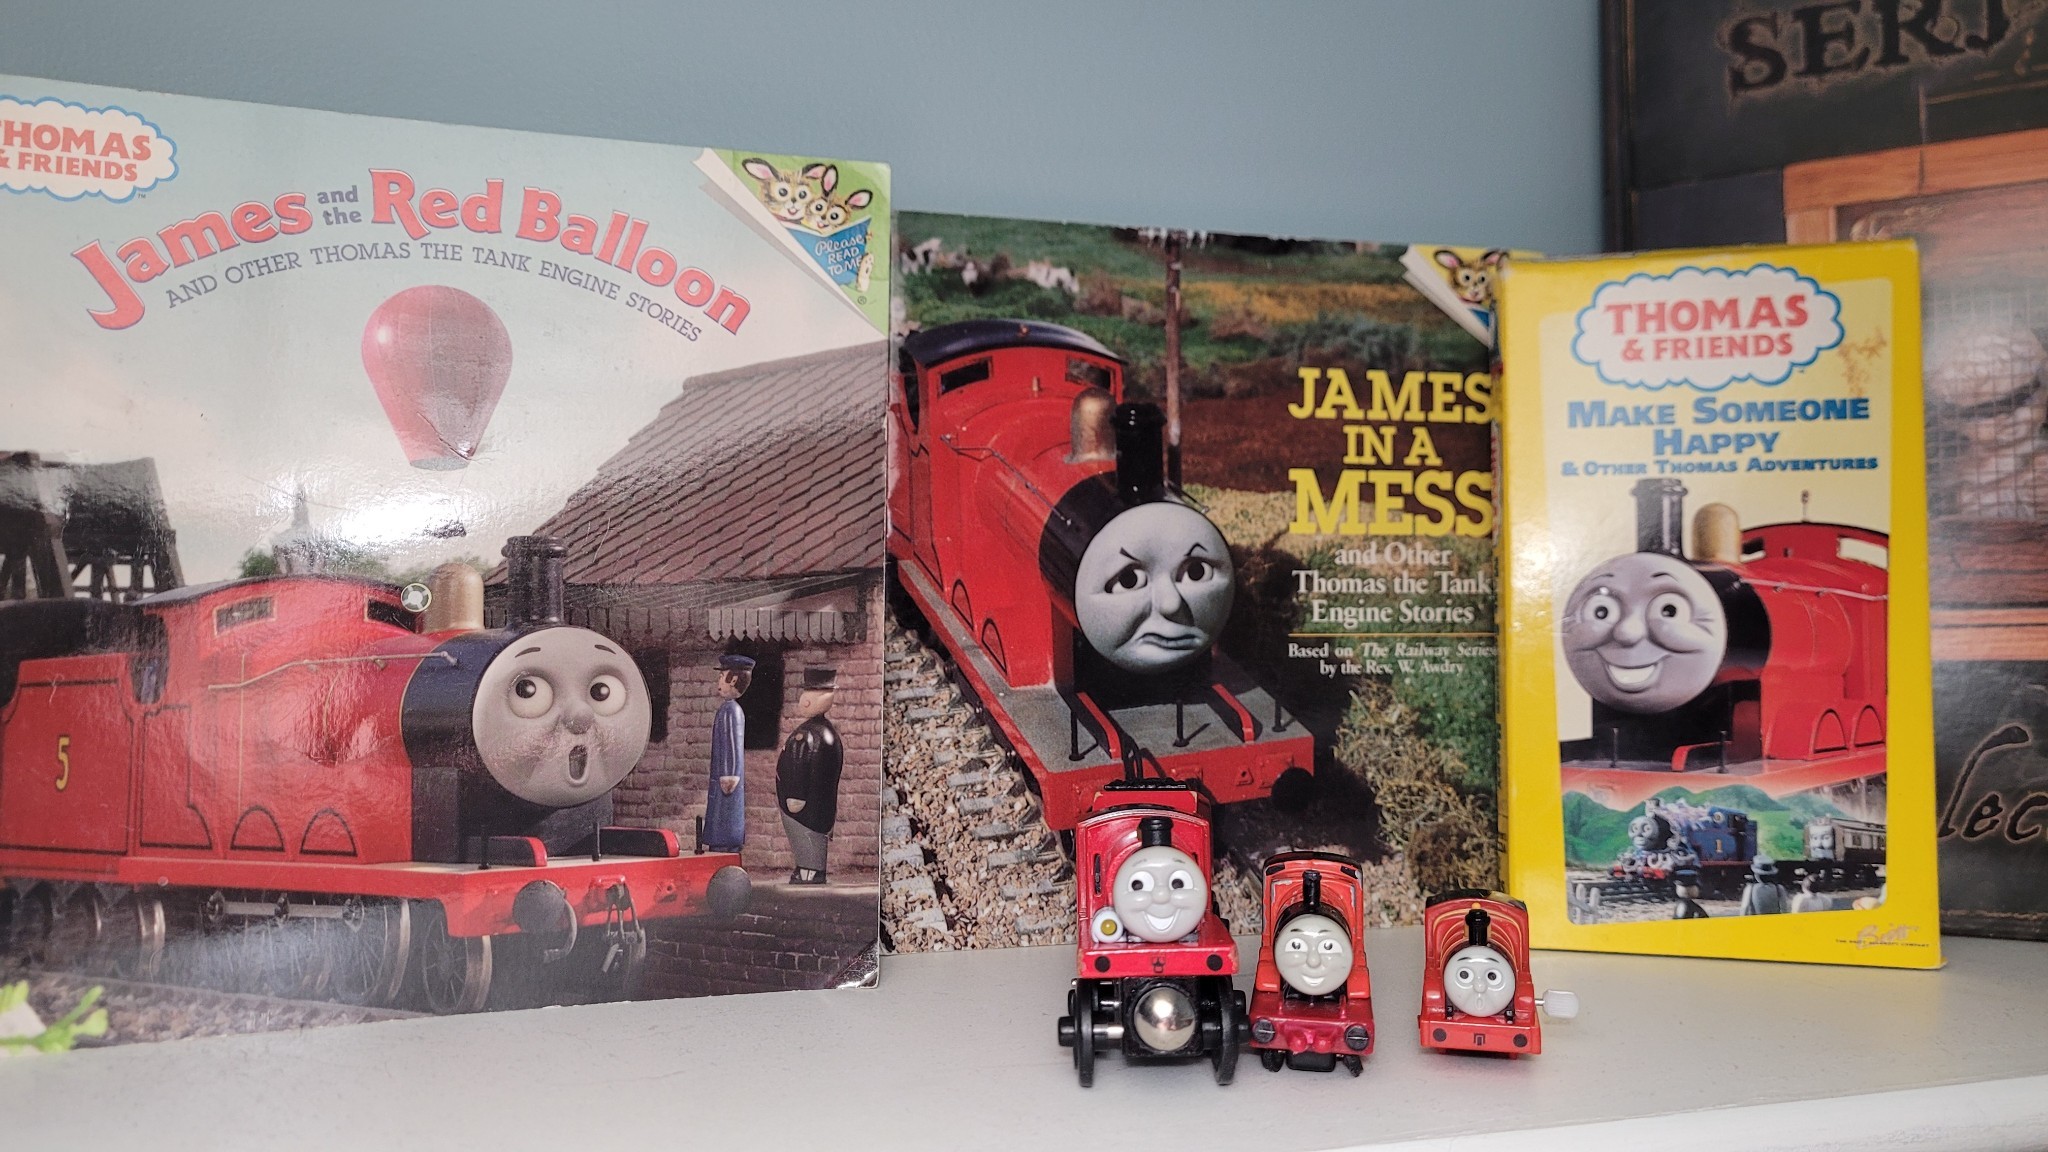 THOMAS
& FRIENDS
James and the Red Balloon
AND OTHER THOMAS THE TANK ENGINE STORIES
Please
READ
TO ME
5
JAMES
IN A
MESS
and Other
Thomas the Tank
Engine Stories
Based on The Railway Series
by the Rev. W. Awdry
THOMAS
& FRIENDS
MAKE SOMEONE
HAPPY
& OTHER THOMAS ADVENTURES
1
Britt
SERI
lec